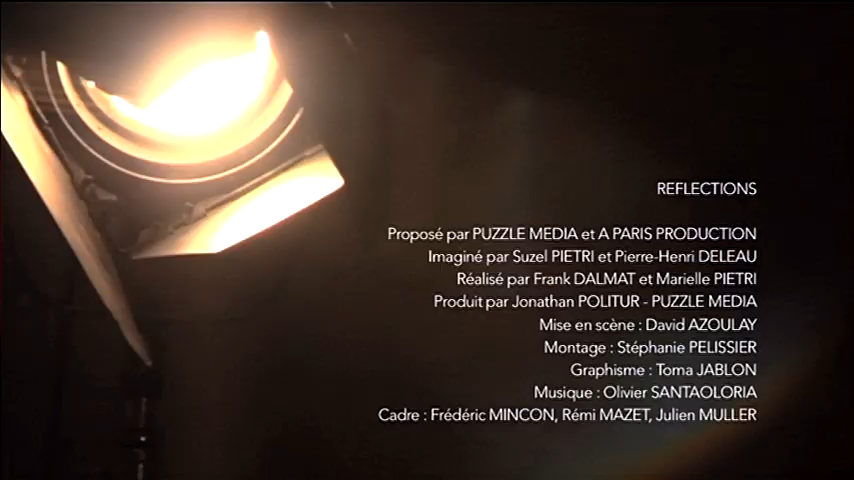 REFLECTIONS
Proposé par PUZZLE MEDIA et A PARIS PRODUCTION
Imaginé par Suzel PIETRI et Pierre-Henri DELEAU
Réalisé par Frank DALMAT et Marielle PIETRI
Produit par Jonathan POLITUR - PUZZLE MEDIA
Mise en scène : David AZOULAY
Montage : Stéphanie PELISSIER
Graphisme : Toma JABLON
Musique : Olivier SANTAOLORIA
Cadre : Frédéric MINCON, Rémi MAZET, Julien MULLER